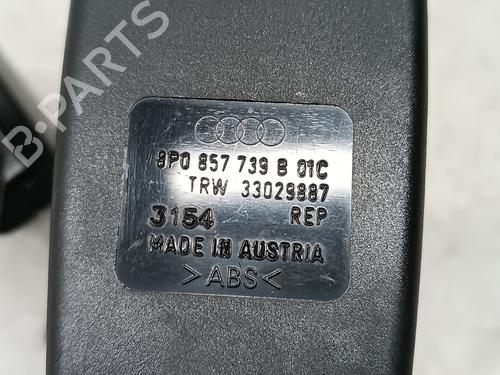 8P0 857 739 B 01C
TRW 33029887
3154 REP
MADE IN AUSTRIA
>ABS<
B-PARTS